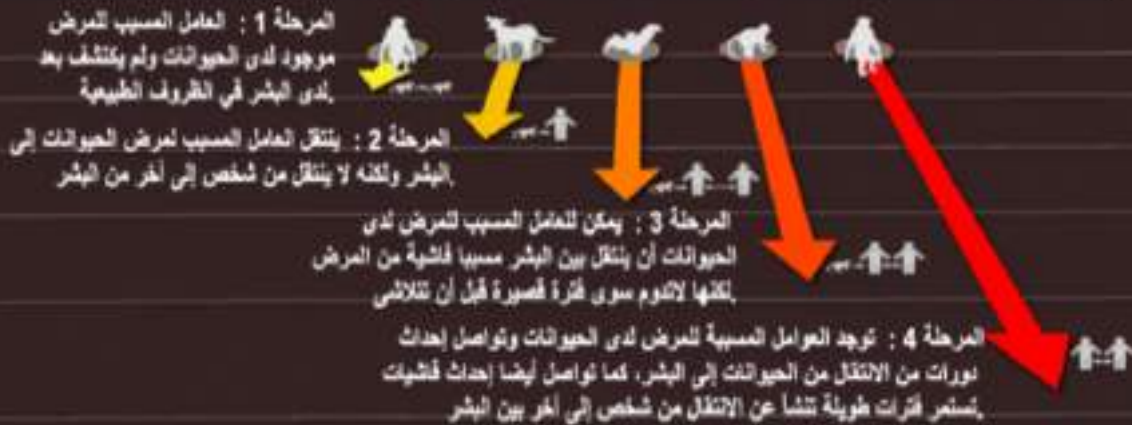 المرحلة 1 : العامل المسبب للمرض
موجود لدى الحيوانات ولم يكتشف بعد
لدى البشر في الظروف الطبيعية.
المرحلة 2 : ينتقل العامل المسبب لمرض الحيوانات إلى
البشر ولكنه لا ينتقل من شخص إلى أخر من البشر.
المرحلة 3 : يمكن للعامل المسبب للمرض لدى
الحيوانات أن ينتقل بين البشر مسببا فاشية من المرض
لكنها لاتدوم سوى فترة قصيرة قبل أن تتلاشى.
المرحلة 4 : توجد العوامل المسببة للمرض لدى الحيوانات وتواصل إحداث
دورات من الانتقال من الحيوانات إلى البشر، كما تواصل أيضا إحداث فاشيات
تستمر فترات طويلة تنشأ عن الانتقال من شخص إلى أخر بين البشر.